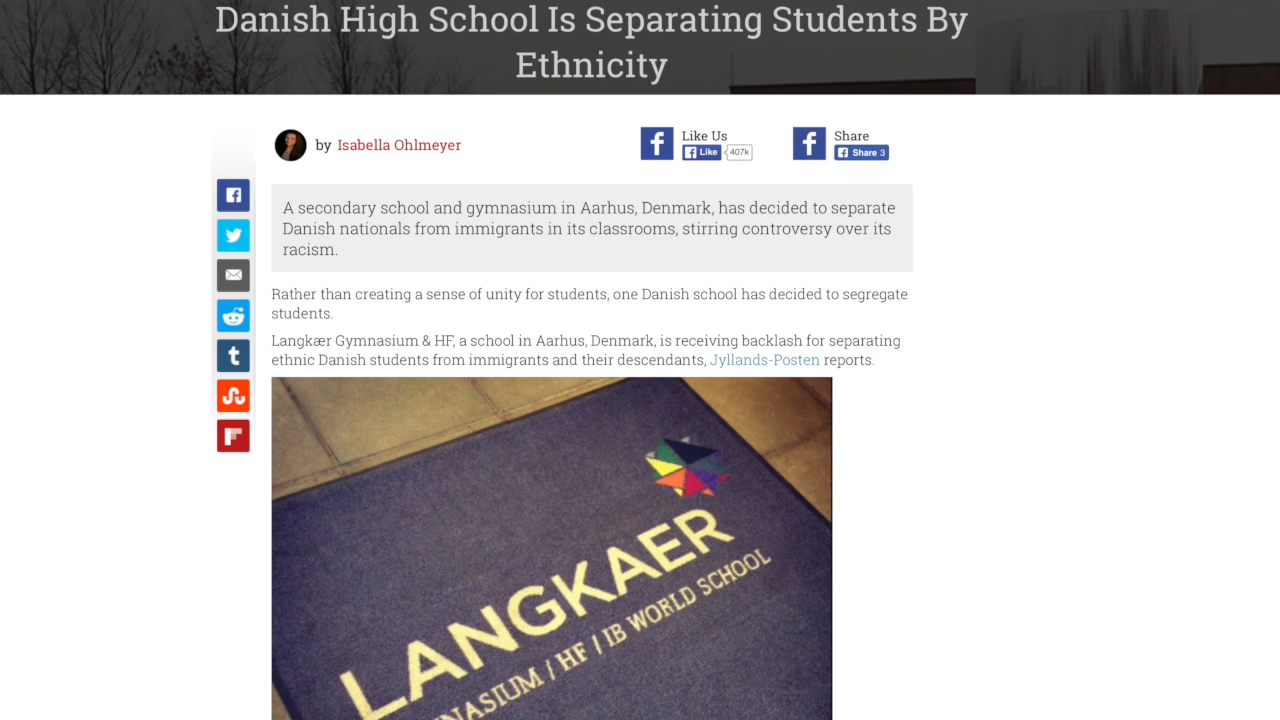 Danish High School Is Separating Students By
Ethnicity
by Isabella Ohlmeyer
Like Us
Like 407k
Share
Share 3
A secondary school and gymnasium in Aarhus, Denmark, has decided to separate
Danish nationals from immigrants in its classrooms, stirring controversy over its
racism.
Rather than creating a sense of unity for students, one Danish school has decided to segregate
students.
Langkær Gymnasium & HF, a school in Aarhus, Denmark, is receiving backlash for separating
ethnic Danish students from immigrants and their descendants, Jyllands-Posten reports.
LANGKAER
NASIUM / HF / IB WORLD SCHOOL